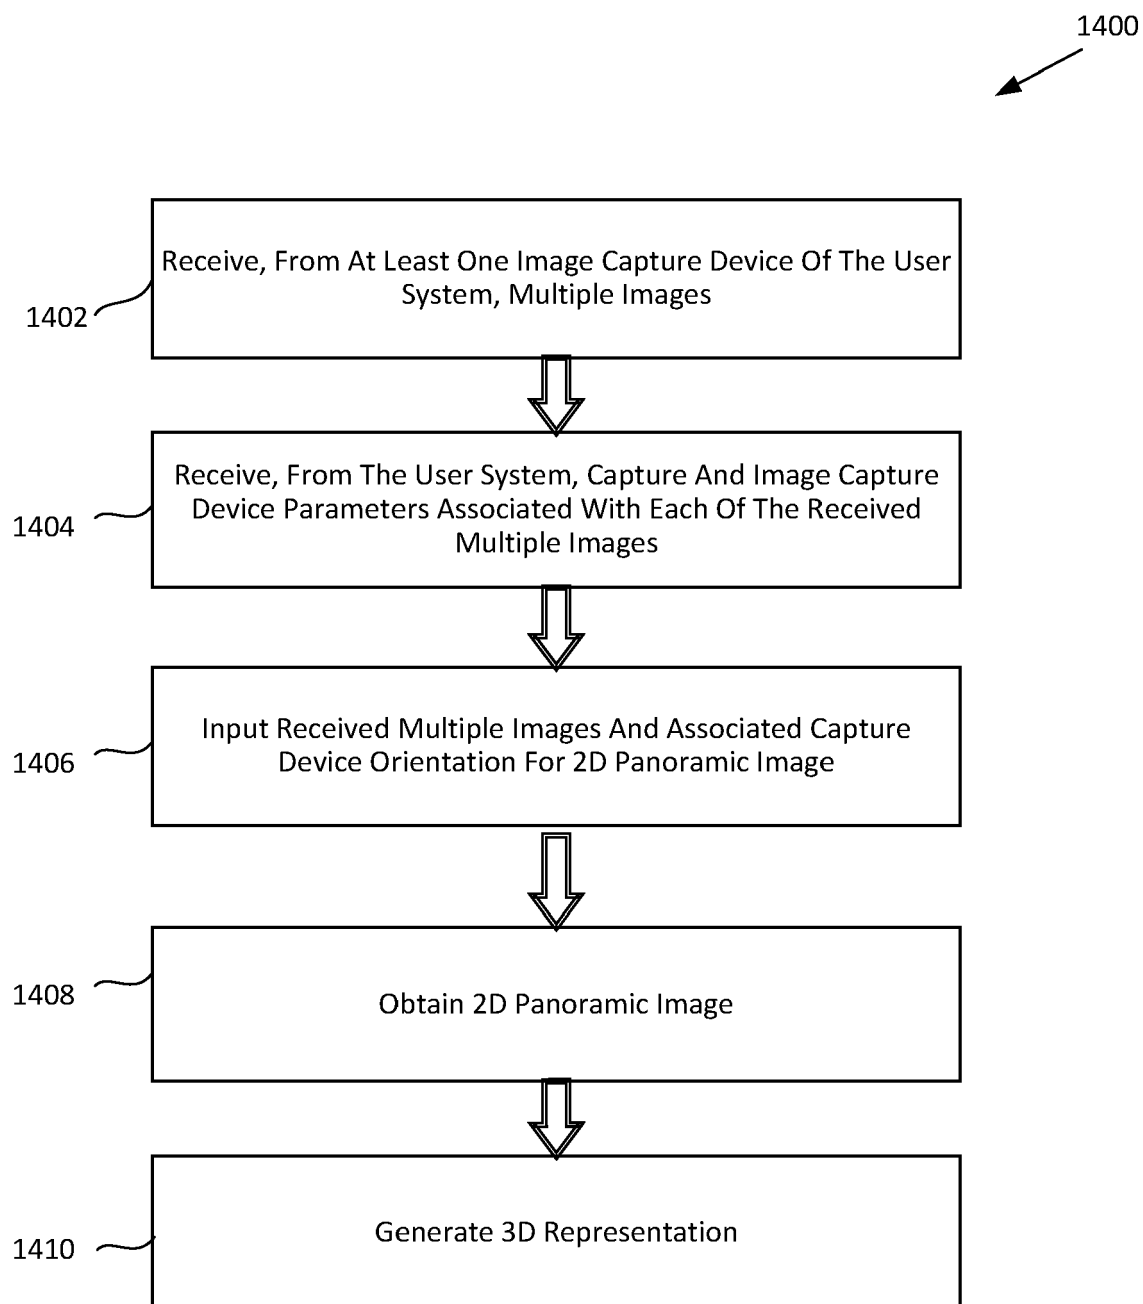 1400
Receive, From At Least One Image Capture Device Of The User
System, Multiple Images
1402
Receive, From The User System, Capture And Image Capture
Device Parameters Associated With Each Of The Received
Multiple Images
1404
Input Received Multiple Images And Associated Capture
Device Orientation For 2D Panoramic Image
1406
Obtain 2D Panoramic Image
1408
Generate 3D Representation
1410